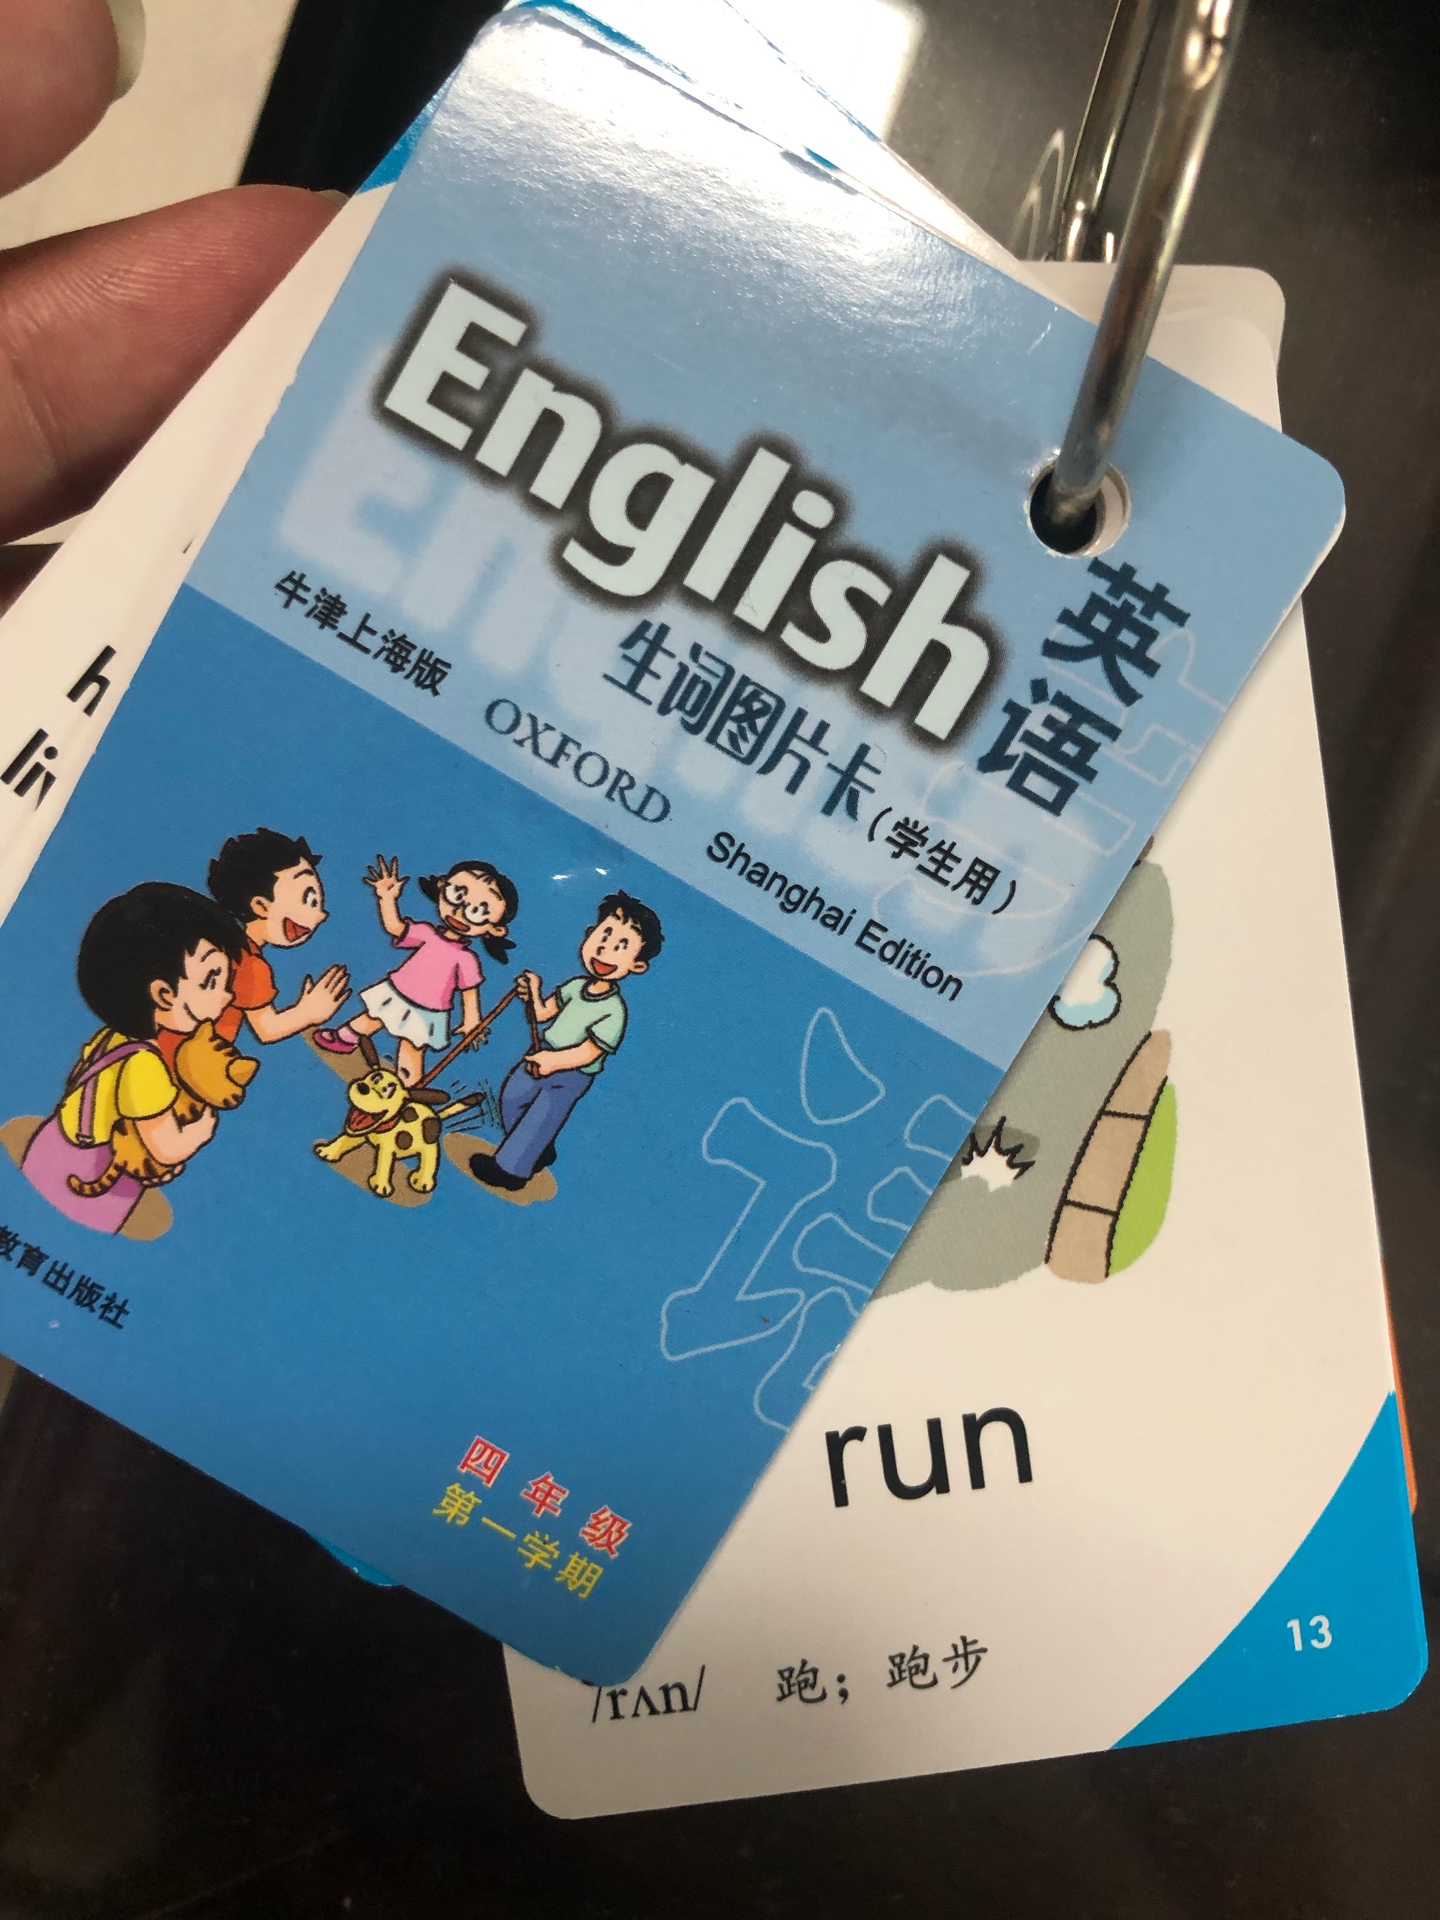 English
英语
生词图片卡(学生用)
牛津上海版
OXFORD
Shanghai Edition
教育出版社
四年级
第一学期
h
liv
run
/rʌn/ 跑；跑步
13